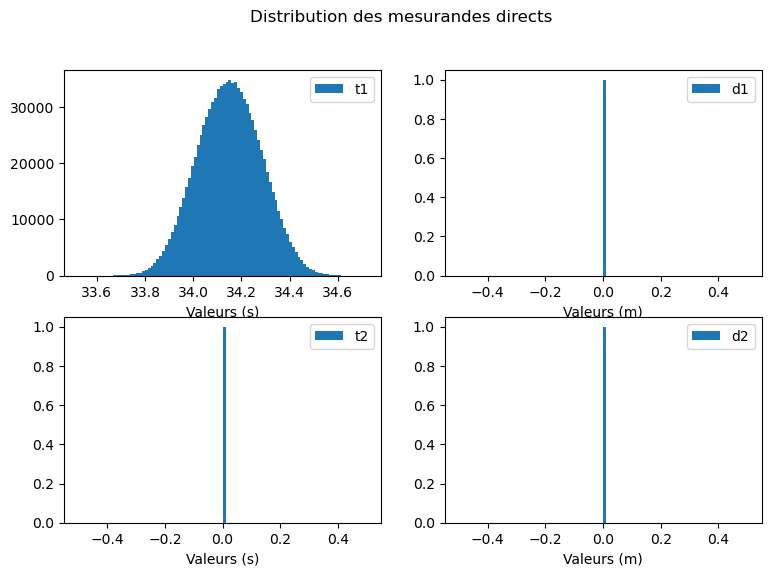 Distribution des mesurandes directs
30000
20000
10000
0
33.6 33.8 34.0 34.2 34.4 34.6
Valeurs (s)
t1
1.0
0.8
0.6
0.4
0.2
0.0
−0.4 −0.2 0.0 0.2 0.4
Valeurs (m)
d1
1.0
0.8
0.6
0.4
0.2
0.0
−0.4 −0.2 0.0 0.2 0.4
Valeurs (s)
t2
1.0
0.8
0.6
0.4
0.2
0.0
−0.4 −0.2 0.0 0.2 0.4
Valeurs (m)
d2